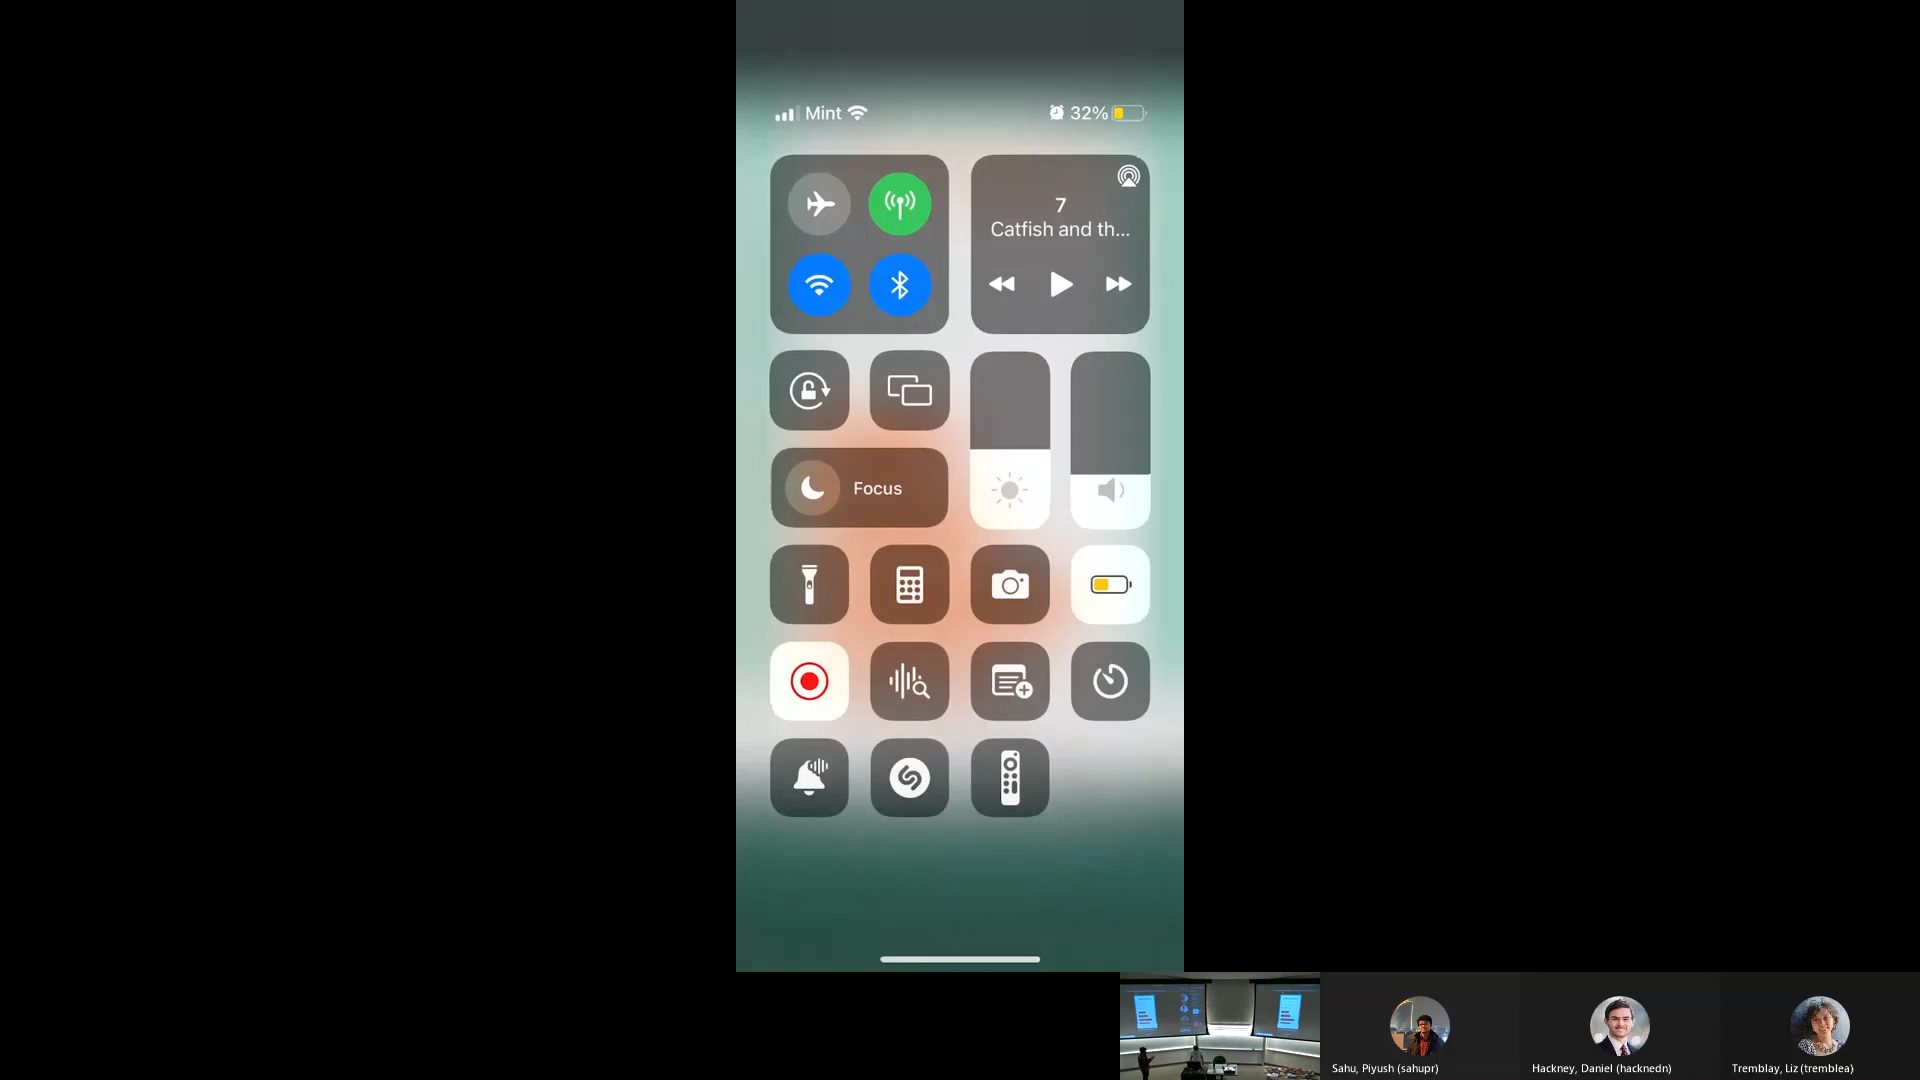 Mint
32%
7
Catfish and th...
Focus
Sahu, Piyush (sahupr)
Hackney, Daniel (hacknedn)
Tremblay, Liz (tremblea)